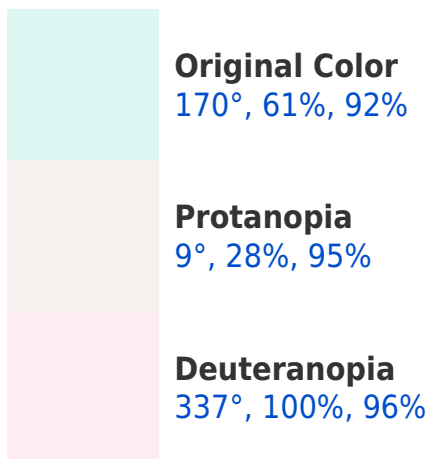 Original Color
170°, 61%, 92%
Protanopia
9°, 28%, 95%
Deuteranopia
337°, 100%, 96%